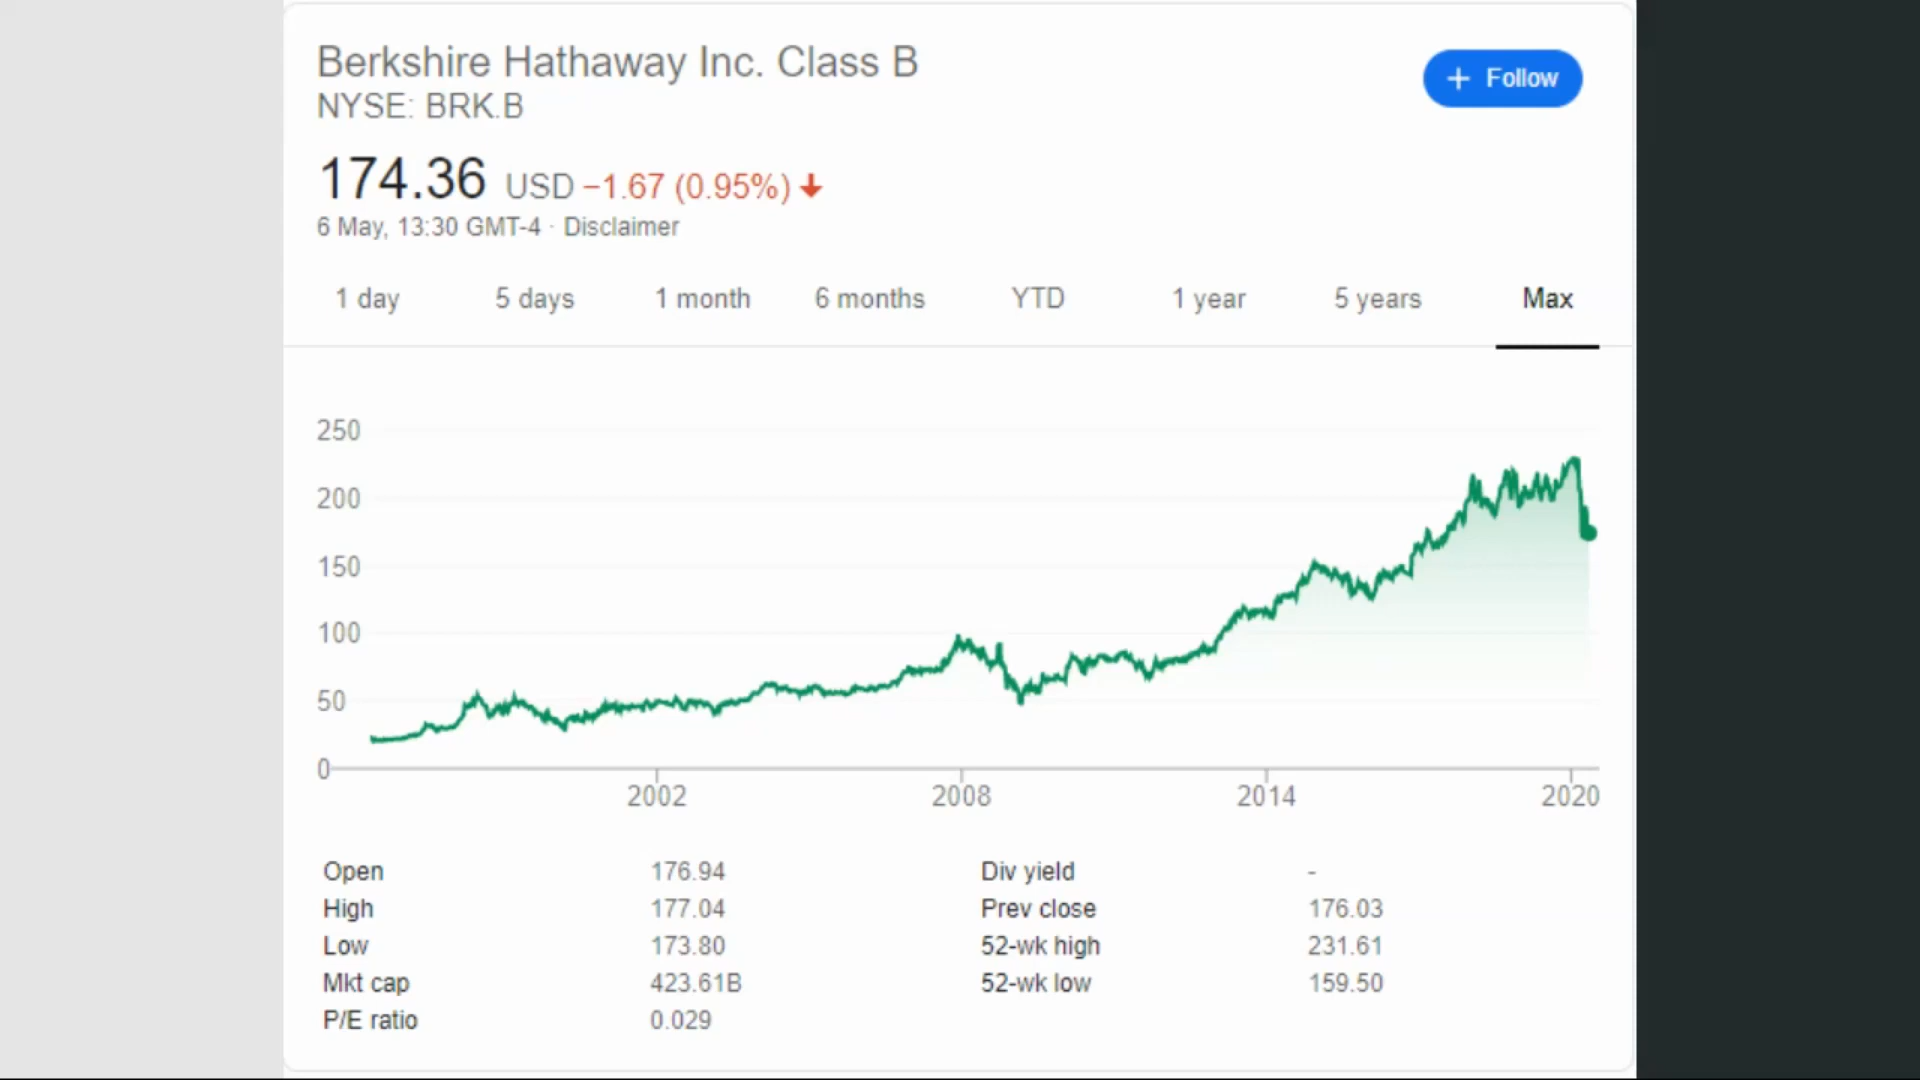 Berkshire Hathaway Inc. Class B
NYSE: BRK.B
+ Follow
174.36 USD −1.67 (0.95%)
6 May, 13:30 GMT-4 · Disclaimer
1 day 5 days 1 month 6 months YTD 1 year 5 years Max
250
200
150
100
50
0
2002 2008 2014 2020
Open 176.94 Div yield -
High 177.04 Prev close 176.03
Low 173.80 52-wk high 231.61
Mkt cap 423.61B 52-wk low 159.50
P/E ratio 0.029